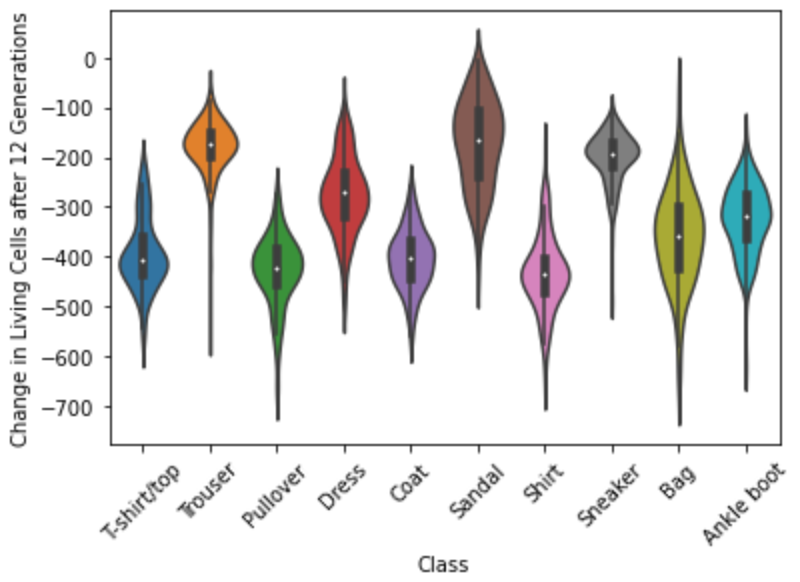 Change in Living Cells after 12 Generations
0
−100
−200
−300
−400
−500
−600
−700
T-shirt/top
Trouser
Pullover
Dress
Coat
Sandal
Shirt
Sneaker
Bag
Ankle boot
Class